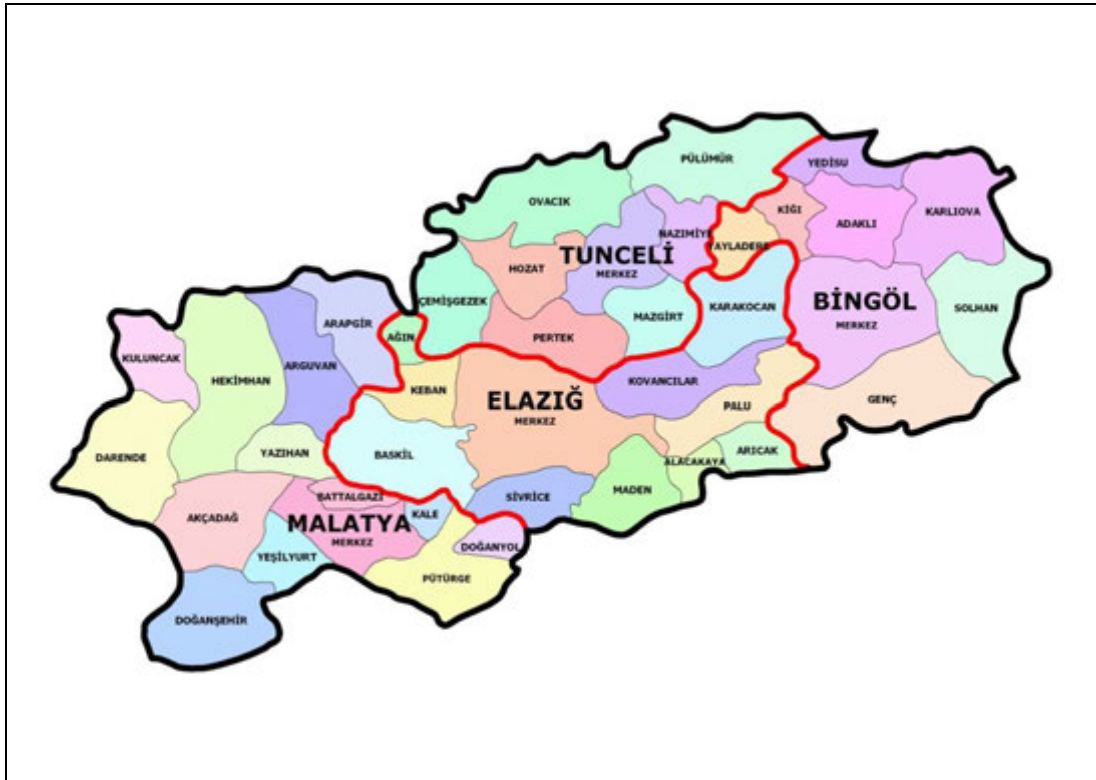 PÜLÜMÜR
YEDİSU
OVACIK
KİĞI
KARLIOVA
ADAKLI
NAZIMİYE
YAYLADERE
TUNCELİ
MERKEZ
HOZAT
ÇEMİŞGEZEK
KARAKOCAN
BİNGÖL
MERKEZ
SOLHAN
MAZGİRT
ARAPGİR
AĞIN
PERTEK
KULUNCAK
ARGUVAN
HEKİMHAN
KEBAN
KOVANCILAR
ELAZIĞ
MERKEZ
PALU
GENÇ
DARENDE
YAZIHAN
BASKİL
ARICAK
ALACAKAYA
MADEN
SİVRİCE
BATTALGAZİ
AKÇADAĞ
MALATYA
MERKEZ
KALE
DOĞANYOL
YEŞİLYURT
PÜTÜRGE
DOĞANŞEHİR